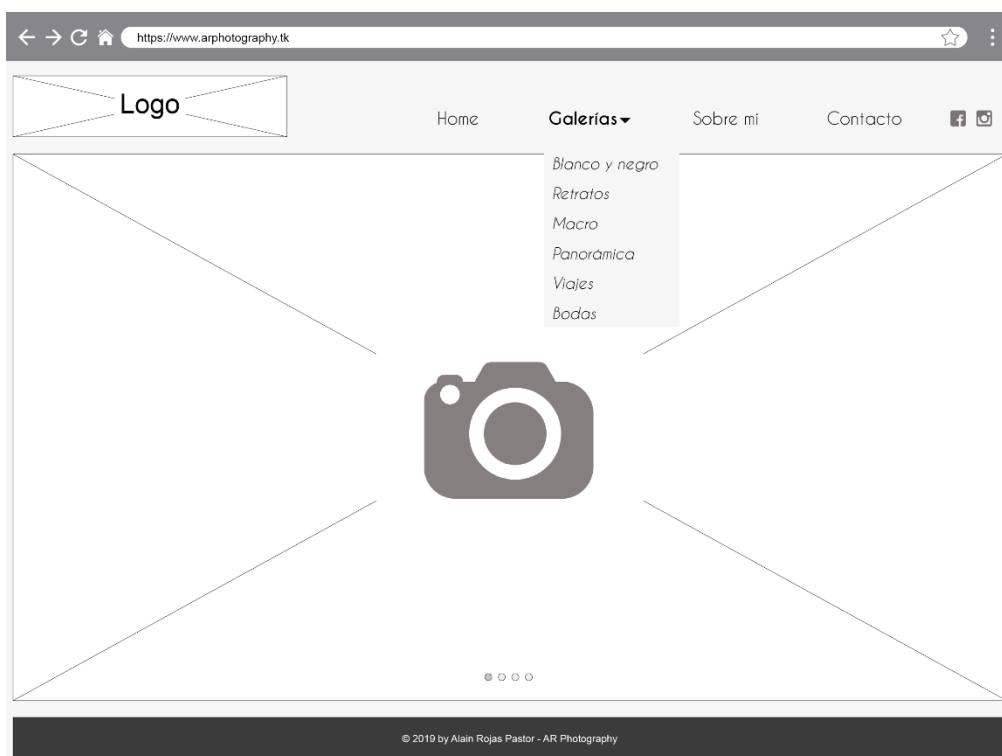 https://www.arphotography.tk
Logo
Home Galerías Sobre mi Contacto
Blanco y negro
Retratos
Macro
Panorámica
Viajes
Bodas
© 2019 by Alain Rojas Pastor - AR Photography